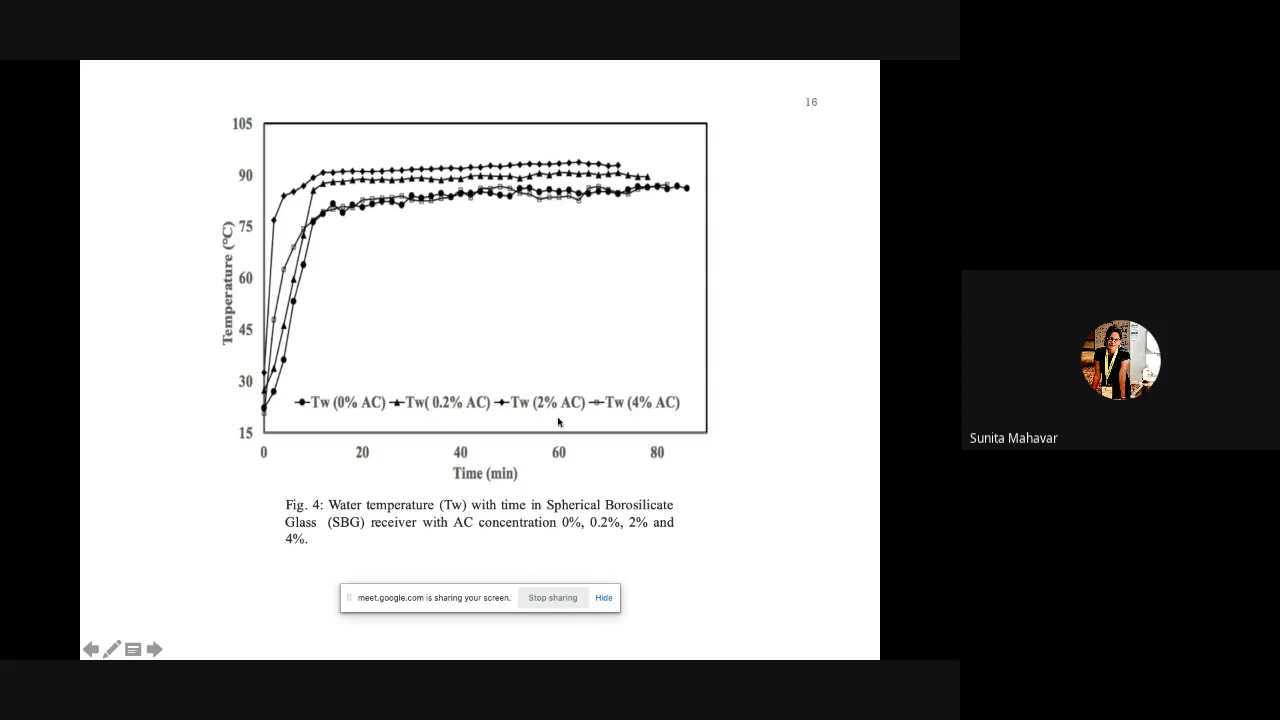 16
105
90
75
60
45
30
15
Temperature (°C)
Tw (0% AC) Tw( 0.2% AC) Tw (2% AC) Tw (4% AC)
0 20 40 60 80
Time (min)
Fig. 4: Water temperature (Tw) with time in Spherical Borosilicate
Glass (SBG) receiver with AC concentration 0%, 0.2%, 2% and
4%.
meet.google.com is sharing your screen. Stop sharing Hide
Sunita Mahavar